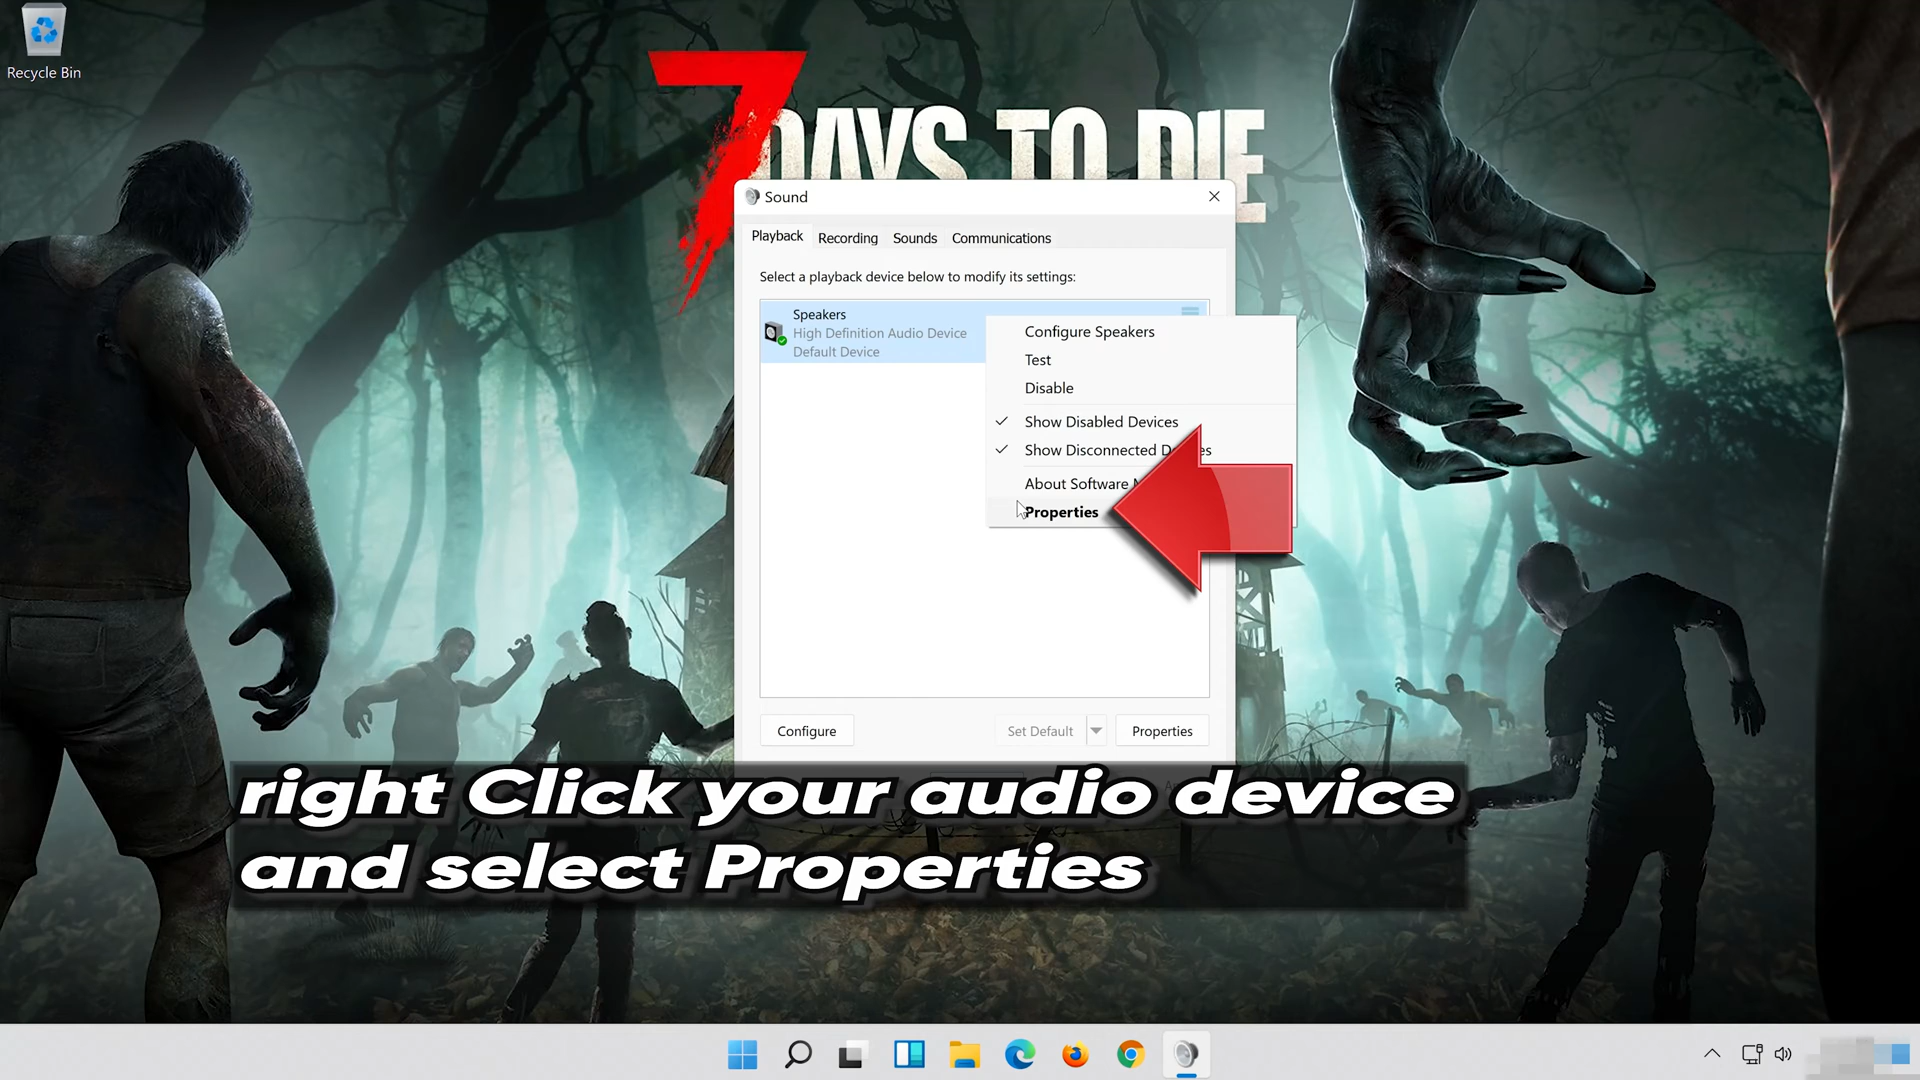 Recycle Bin
7 DAYS TO DIE
Sound
Playback Recording Sounds Communications
Select a playback device below to modify its settings:
Speakers
High Definition Audio Device
Default Device
Configure Speakers
Test
Disable
Show Disabled Devices
Show Disconnected
About Software
Properties
Configure Set Default Properties
right Click your audio device
and select Properties